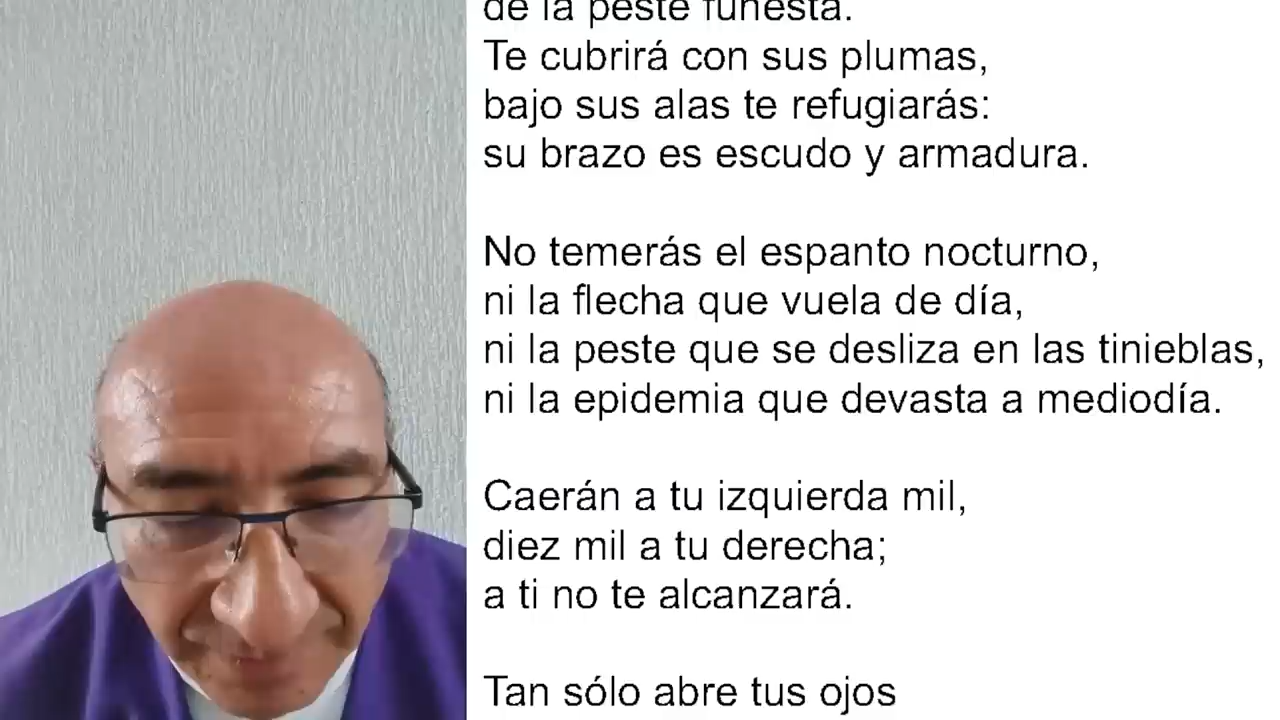 de la peste funesta.
Te cubrirá con sus plumas,
bajo sus alas te refugiarás:
su brazo es escudo y armadura.
No temerás el espanto nocturno,
ni la flecha que vuela de día,
ni la peste que se desliza en las tinieblas,
ni la epidemia que devasta a mediodía.
Caerán a tu izquierda mil,
diez mil a tu derecha;
a ti no te alcanzará.
Tan sólo abre tus ojos